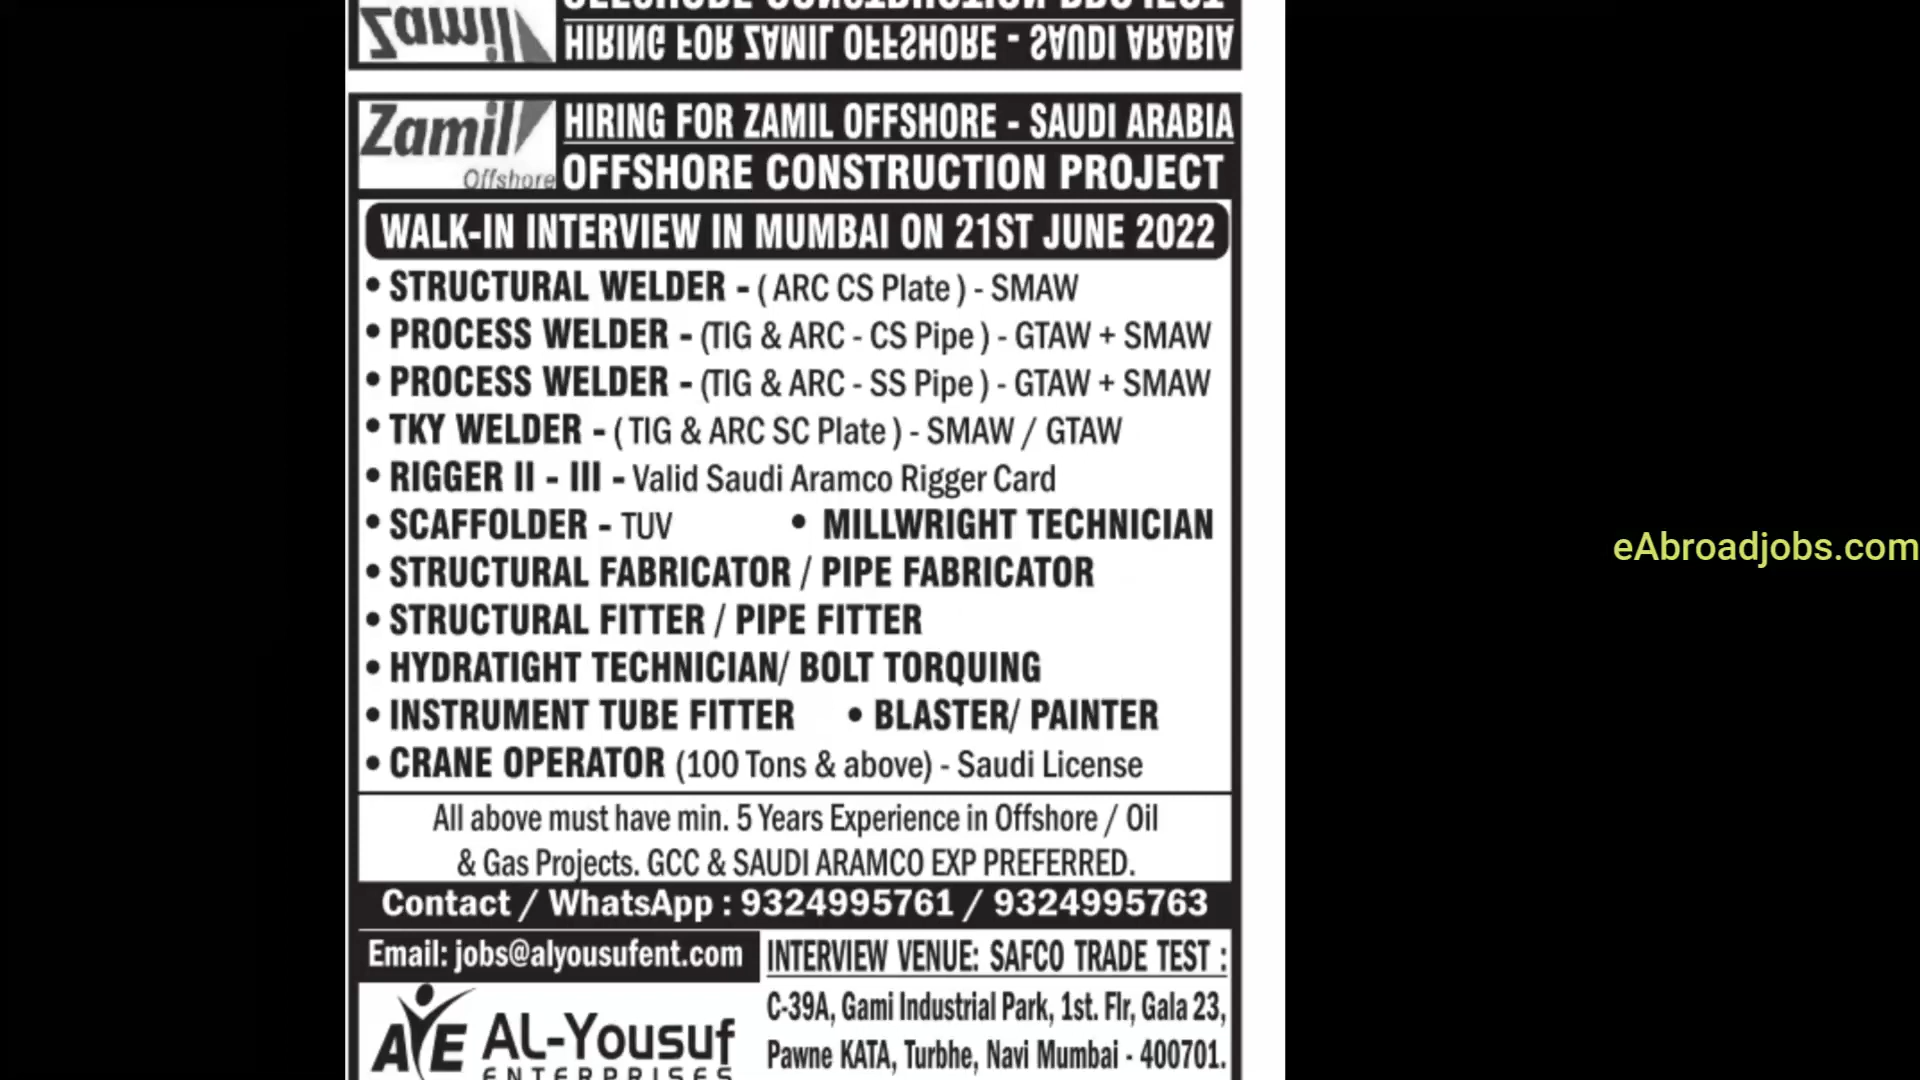 HIRING FOR ZAMIL OFFSHORE - SAUDI ARABIA
Zamil
Offshore
HIRING FOR ZAMIL OFFSHORE - SAUDI ARABIA
OFFSHORE CONSTRUCTION PROJECT
WALK-IN INTERVIEW IN MUMBAI ON 21ST JUNE 2022
• STRUCTURAL WELDER - ( ARC CS Plate ) - SMAW
• PROCESS WELDER - (TIG & ARC - CS Pipe ) - GTAW + SMAW
• PROCESS WELDER - (TIG & ARC - SS Pipe ) - GTAW + SMAW
• TKY WELDER - ( TIG & ARC SC Plate ) - SMAW / GTAW
• RIGGER II - III - Valid Saudi Aramco Rigger Card
• SCAFFOLDER - TUV • MILLWRIGHT TECHNICIAN
• STRUCTURAL FABRICATOR / PIPE FABRICATOR
• STRUCTURAL FITTER / PIPE FITTER
• HYDRATIGHT TECHNICIAN/ BOLT TORQUING
• INSTRUMENT TUBE FITTER • BLASTER/ PAINTER
• CRANE OPERATOR (100 Tons & above) - Saudi License
All above must have min. 5 Years Experience in Offshore / Oil
& Gas Projects. GCC & SAUDI ARAMCO EXP PREFERRED.
Contact / WhatsApp : 9324995761 / 9324995763
Email: jobs@alyousufent.com
INTERVIEW VENUE: SAFCO TRADE TEST :
C-39A, Gami Industrial Park, 1st. Flr, Gala 23,
Pawne KATA, Turbhe, Navi Mumbai - 400701.
AYE AL-Yousuf
ENTERPRISES
eAbroadjobs.com